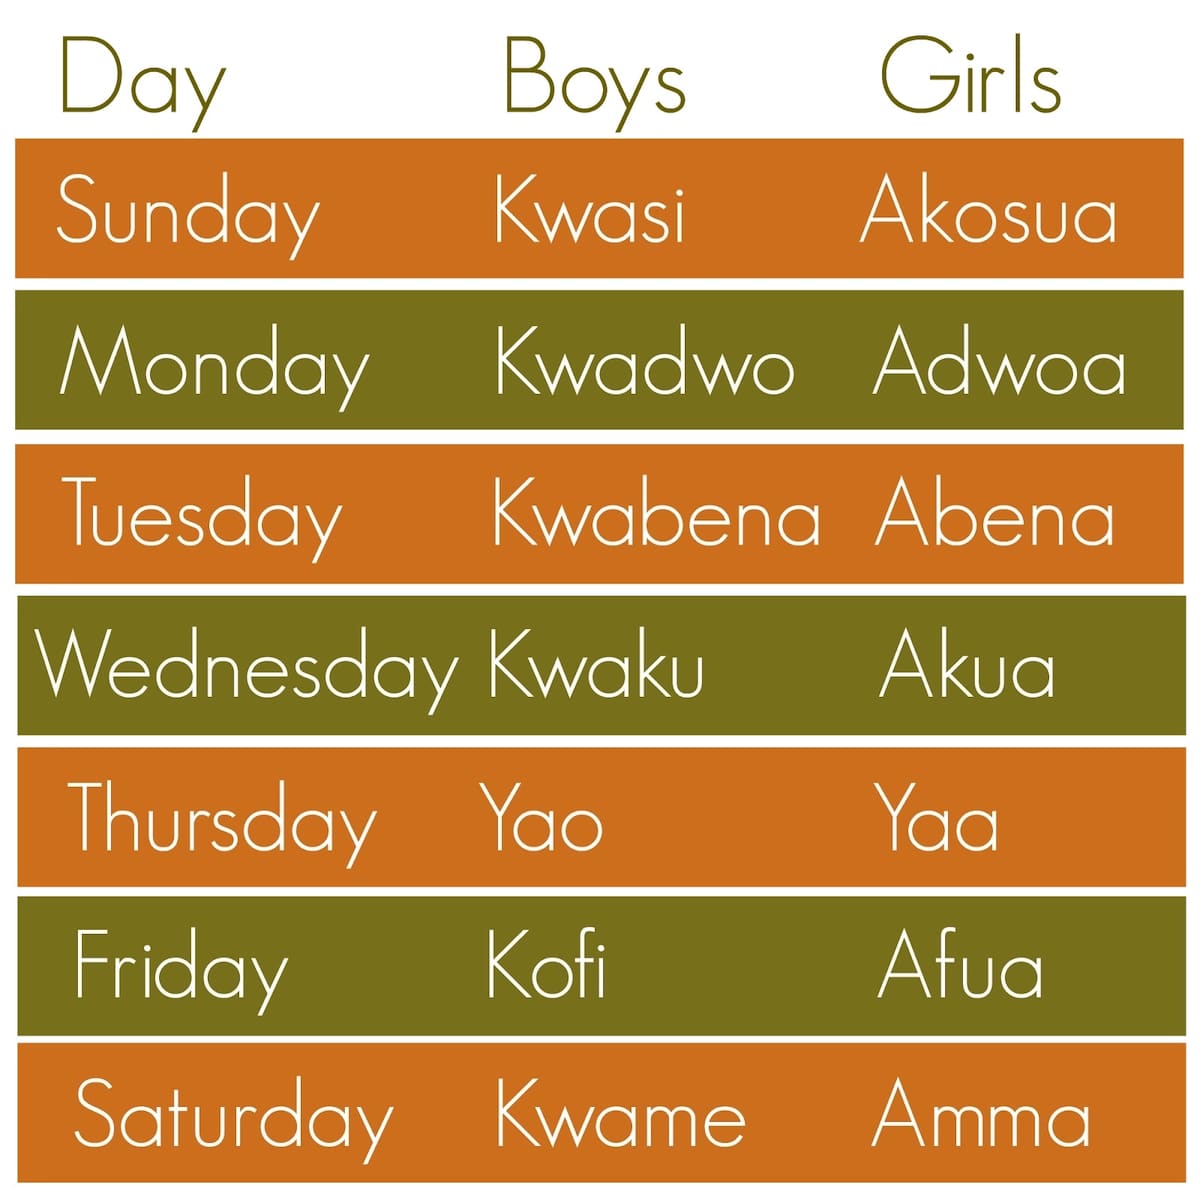 Day Boys Girls
Sunday Kwasi Akosua
Monday Kwadwo Adwoa
Tuesday Kwabena Abena
Wednesday Kwaku Akua
Thursday Yao Yaa
Friday Kofi Afua
Saturday Kwame Amma